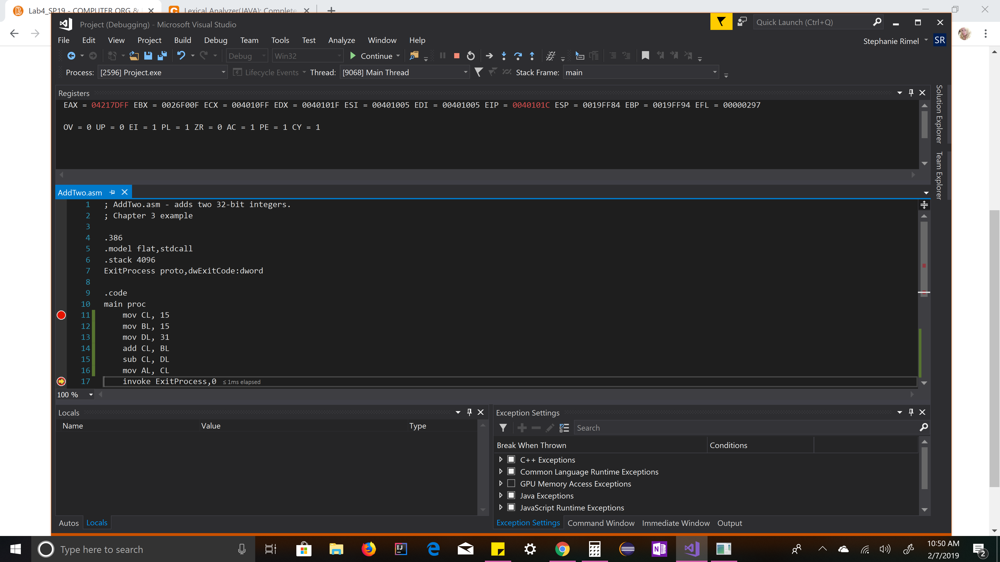 Lab4_SP19 - COMPUTER ORG &
Lexical Analyzer(JAVA): Complete
Project (Debugging) - Microsoft Visual Studio
Quick Launch (Ctrl+Q)
File Edit View Project Build Debug Team Tools Test Analyze Window Help
Stephanie Rimel SR
Debug Win32 Continue
Process: [2596] Project.exe Lifecycle Events Thread: [9068] Main Thread Stack Frame: main
Solution Explorer
Team Explorer
Registers
EAX = 04217DFF EBX = 0026F00F ECX = 004010FF EDX = 0040101F ESI = 00401005 EDI = 00401005 EIP = 0040101C ESP = 0019FF84 EBP = 0019FF94 EFL = 00000297
OV = 0 UP = 0 EI = 1 PL = 1 ZR = 0 AC = 1 PE = 1 CY = 1
AddTwo.asm
1 ; AddTwo.asm - adds two 32-bit integers.
2 ; Chapter 3 example
3
4 .386
5 .model flat,stdcall
6 .stack 4096
7 ExitProcess proto,dwExitCode:dword
8
9 .code
10 main proc
11 mov CL, 15
12 mov BL, 15
13 mov DL, 31
14 add CL, BL
15 sub CL, DL
16 mov AL, CL
17 invoke ExitProcess,0 ≤ 1ms elapsed
100 %
Locals
Name Value Type
Autos Locals
Exception Settings
Search
Break When Thrown Conditions
C++ Exceptions
Common Language Runtime Exceptions
GPU Memory Access Exceptions
Java Exceptions
JavaScript Runtime Exceptions
Exception Settings Command Window Immediate Window Output
Type here to search
IJ
N
10:50 AM
2/7/2019
2